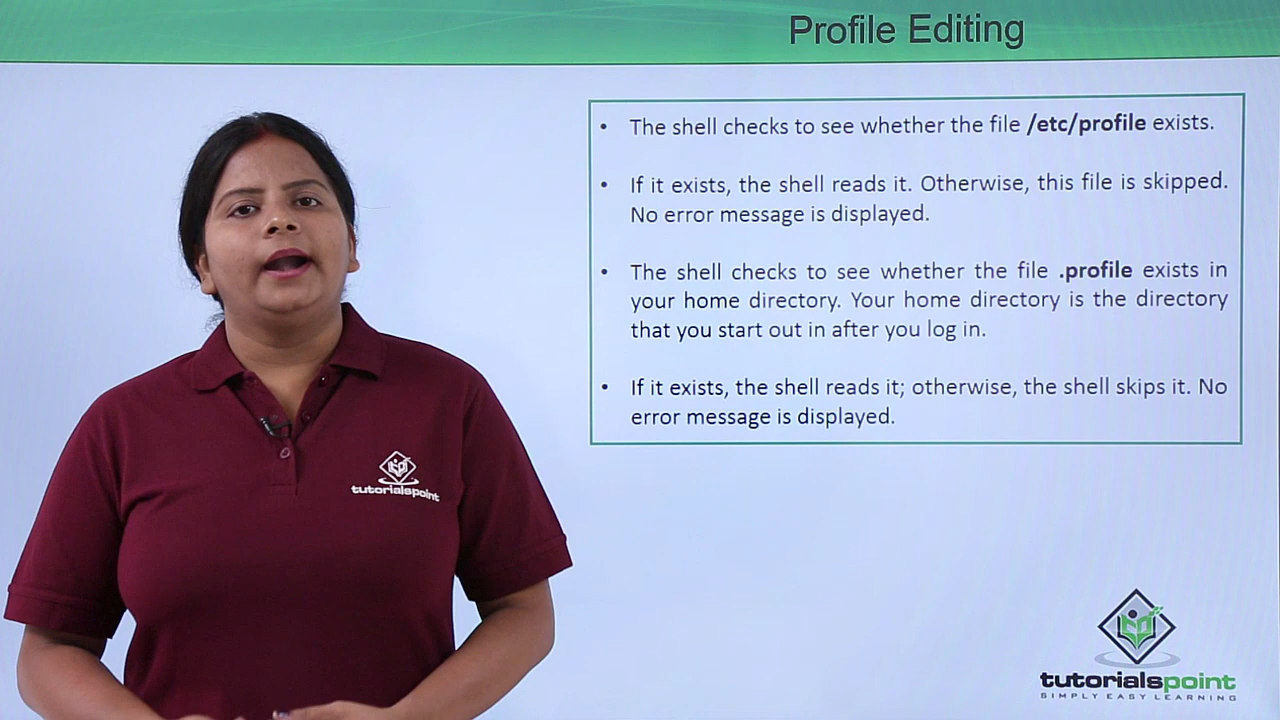 Profile Editing
• The shell checks to see whether the file /etc/profile exists.
• If it exists, the shell reads it. Otherwise, this file is skipped.
No error message is displayed.
• The shell checks to see whether the file .profile exists in
your home directory. Your home directory is the directory
that you start out in after you log in.
• If it exists, the shell reads it; otherwise, the shell skips it. No
error message is displayed.
tutorialspoint
tutorialspoint
SIMPLY EASY LEARNING